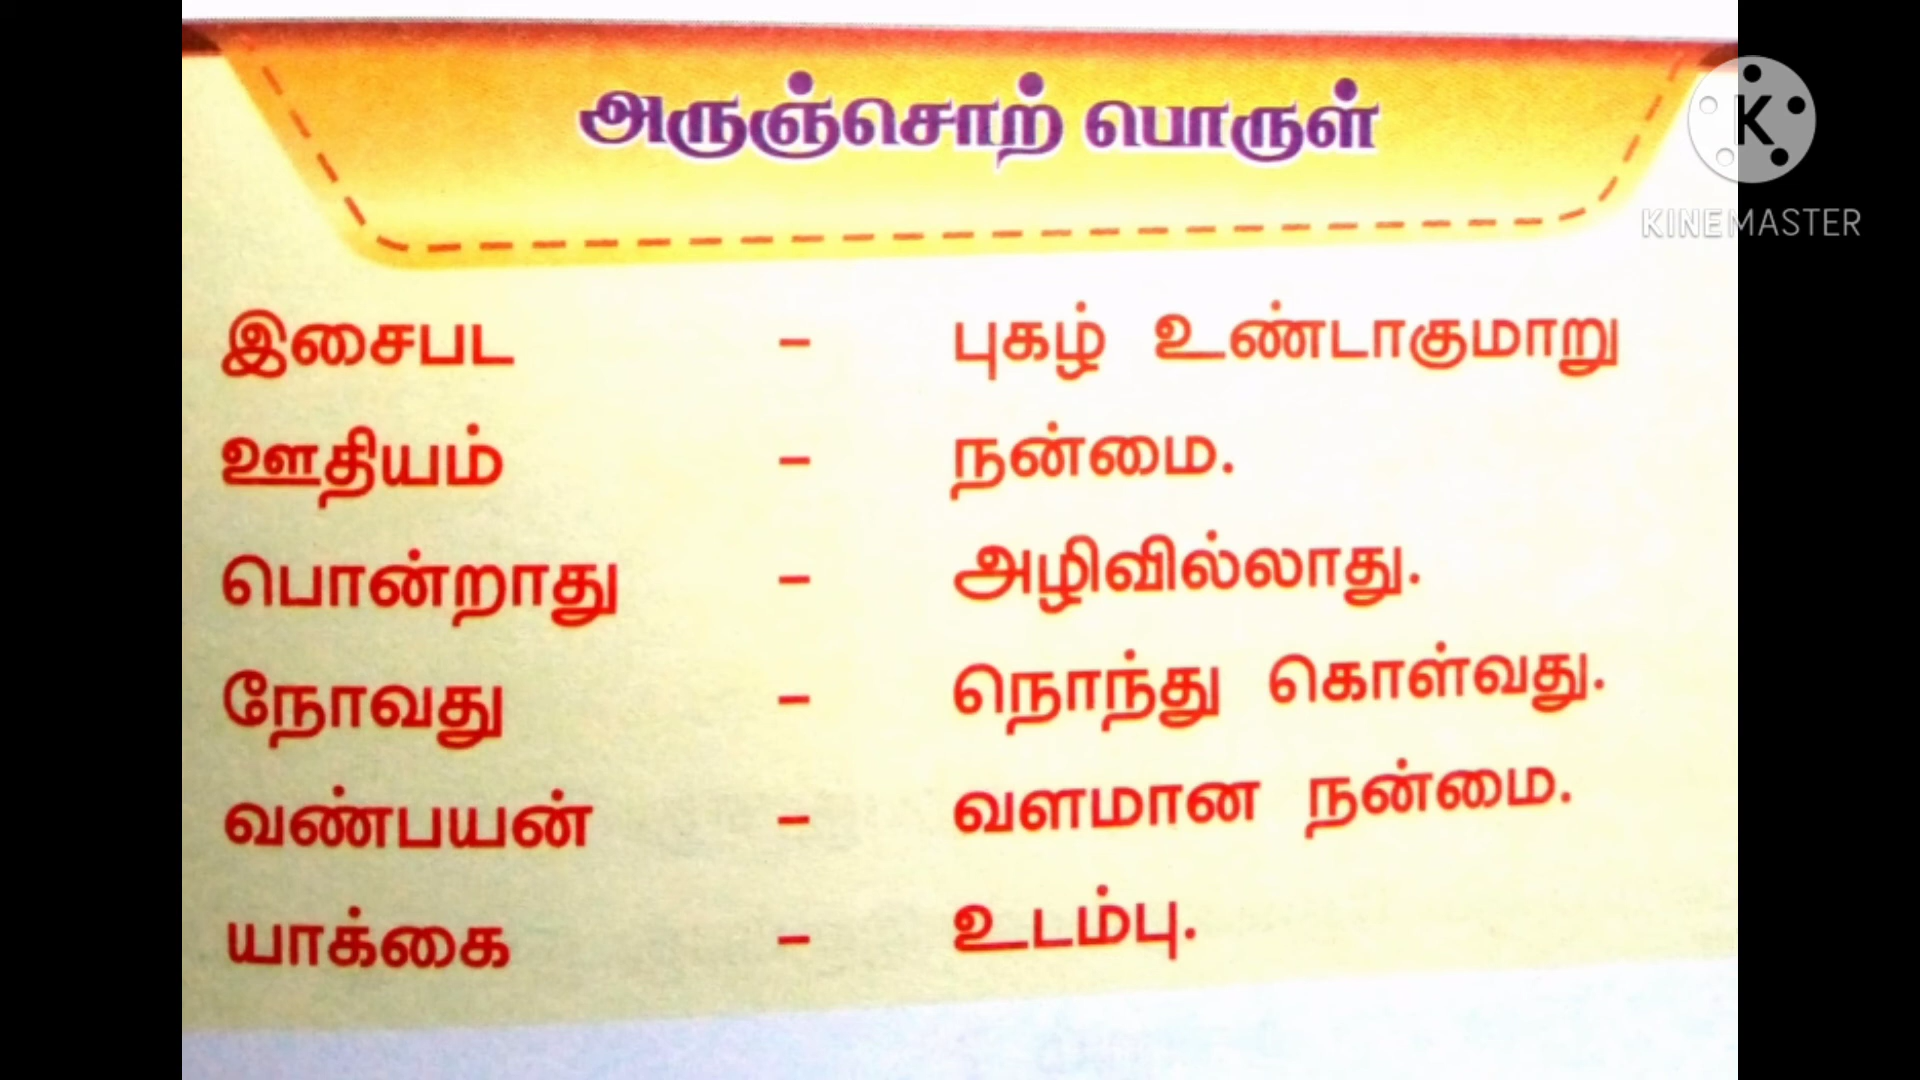 அருஞ்சொற் பொருள்
KINEMASTER
இசைபட - புகழ் உண்டாகுமாறு
ஊதியம் - நன்மை.
பொன்றாது - அழிவில்லாது.
நோவது - நொந்து கொள்வது.
வண்பயன் - வளமான நன்மை.
யாக்கை - உடம்பு.